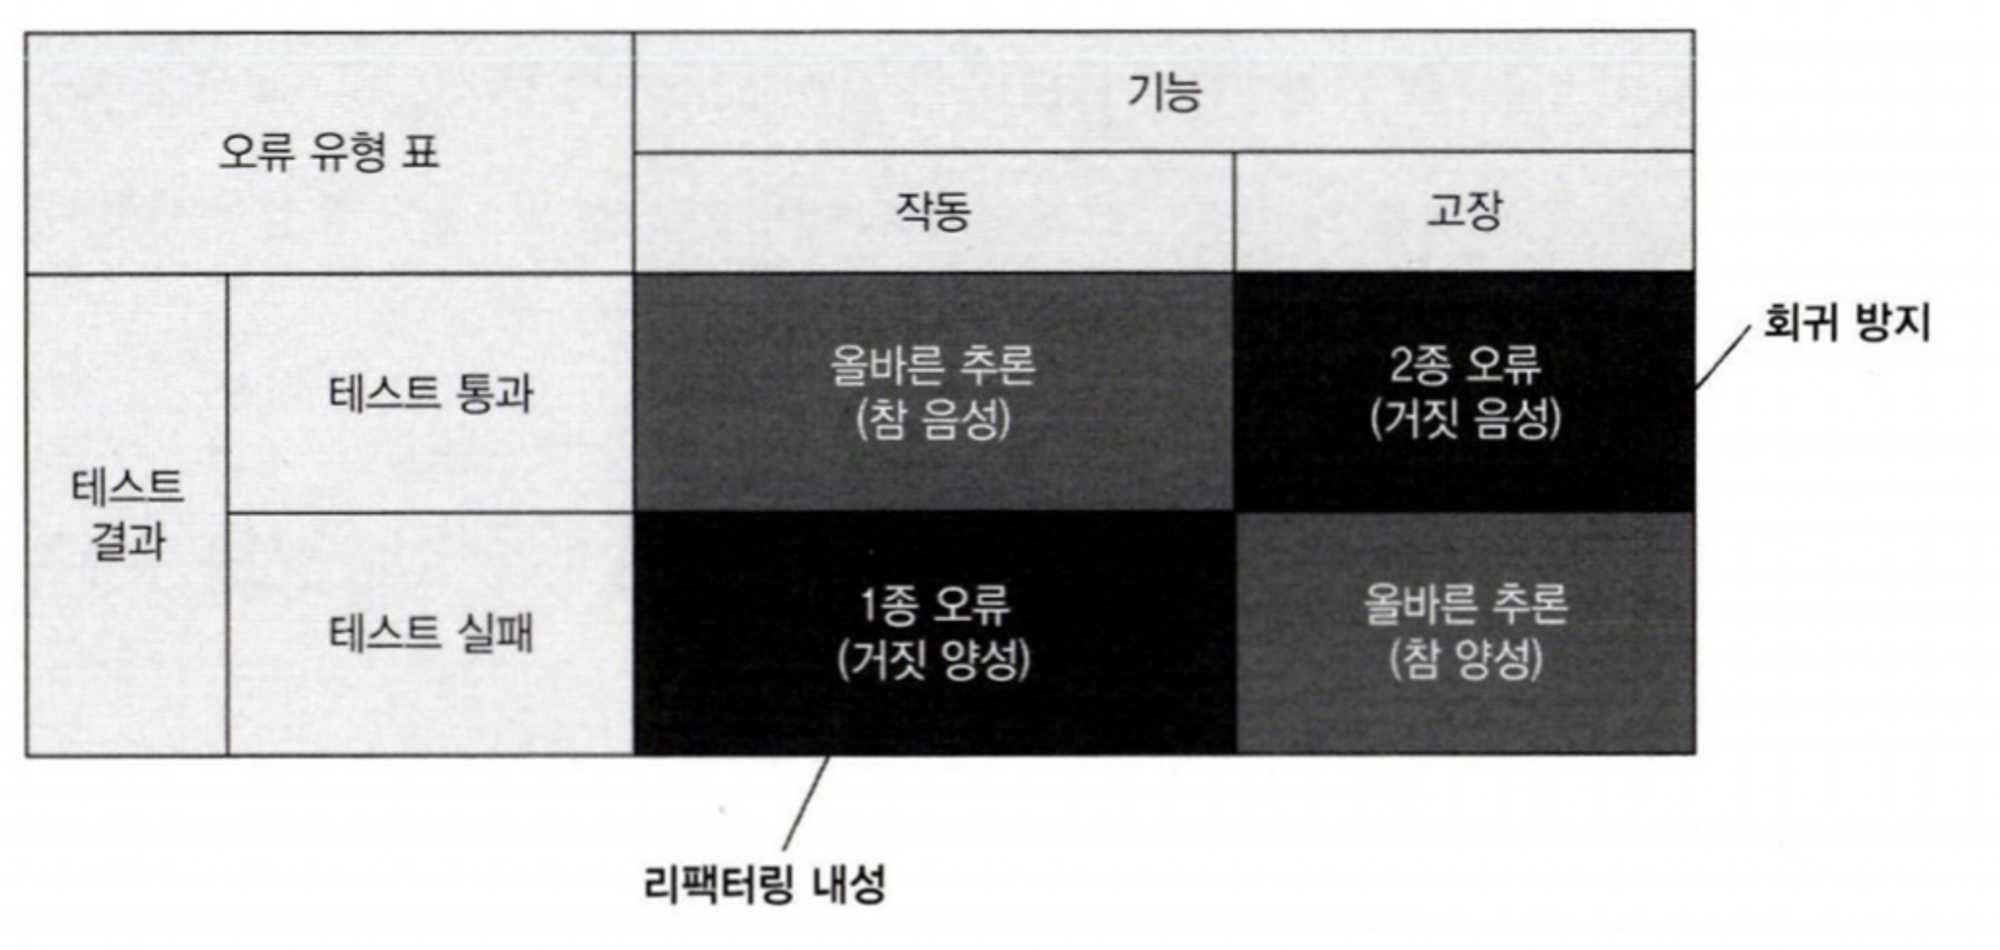 오류 유형 표
기능
작동
고장
테스트
결과
테스트 통과
올바른 추론
(참 음성)
2종 오류
(거짓 음성)
회귀 방지
테스트 실패
1종 오류
(거짓 양성)
올바른 추론
(참 양성)
리팩터링 내성